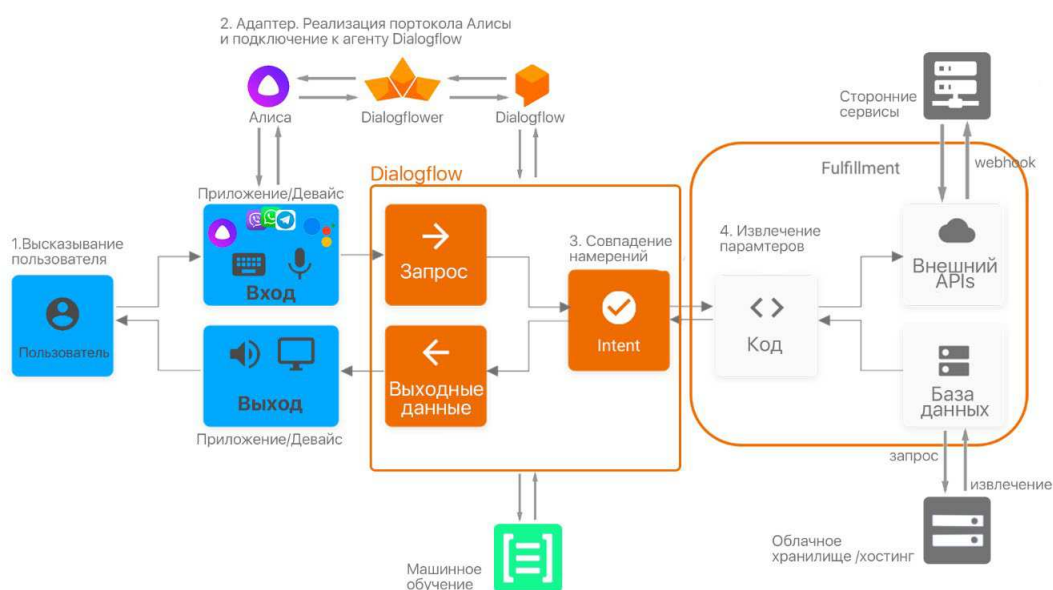 2. Адаптер. Реализация портокола Алисы
и подключение к агенту Dialogflow
Алиса
Dialogflower
Dialogflow
Сторонние
сервисы
webhook
Fulfillment
Dialogflow
Приложение/Девайс
1.Высказывание
пользователя
Пользователь
Вход
Запрос
3. Совпадение
намерений
Intent
4. Извлечение
парамтеров
Код
Внешний
APIs
Выход
Приложение/Девайс
Выходные
данные
База
данных
запрос
извлечение
Облачное
хранилище /хостинг
Машинное
обучение